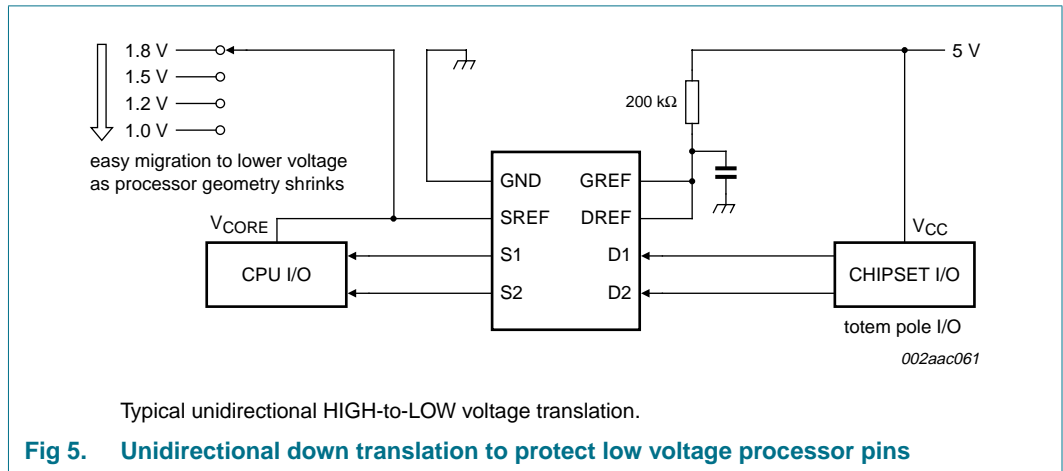 1.8 V
1.5 V
1.2 V
1.0 V
easy migration to lower voltage
as processor geometry shrinks
5 V
200 kΩ
GND GREF
SREF DREF
S1 D1
S2 D2
VCORE
CPU I/O
VCC
CHIPSET I/O
totem pole I/O
002aac061
Typical unidirectional HIGH-to-LOW voltage translation.
Fig 5. Unidirectional down translation to protect low voltage processor pins